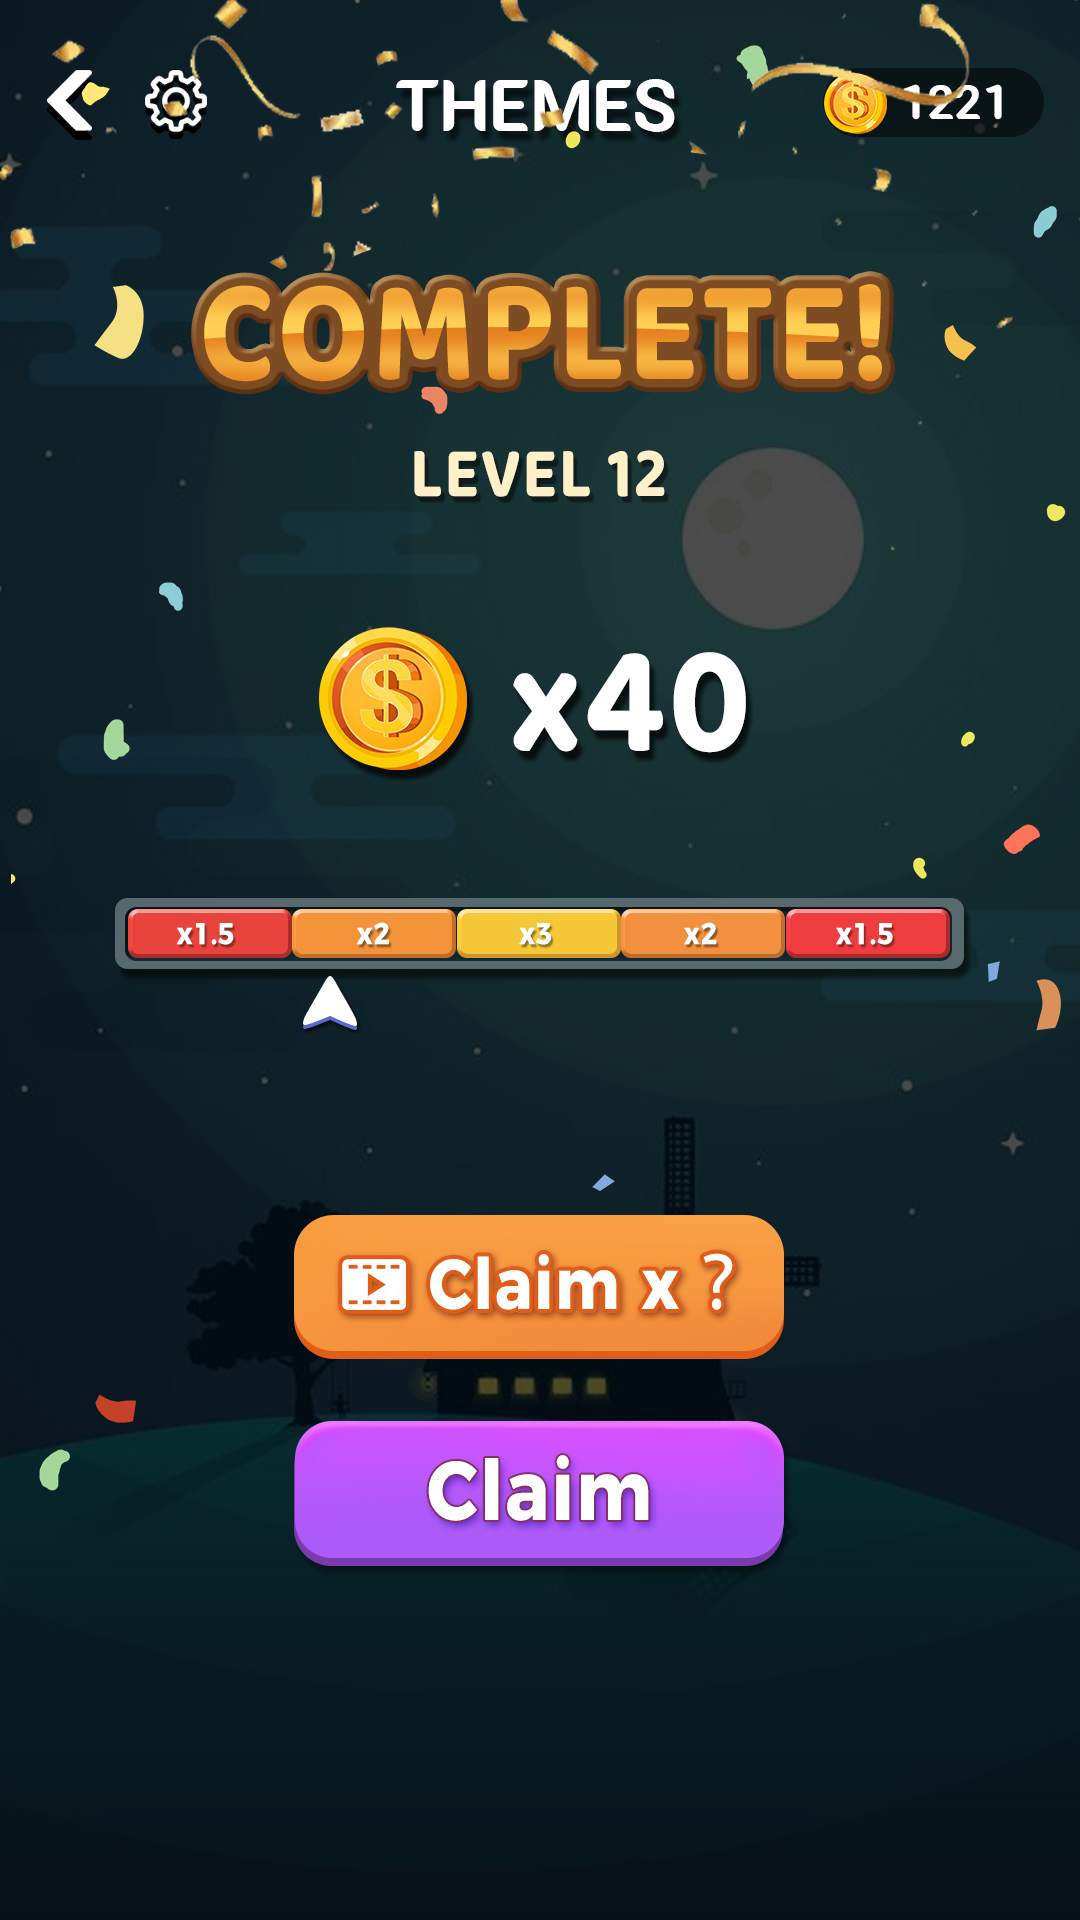 THEMES
1221
COMPLETE!
LEVEL 12
x40
x1.5 x2 x3 x2 x1.5
Claim x ?
Claim